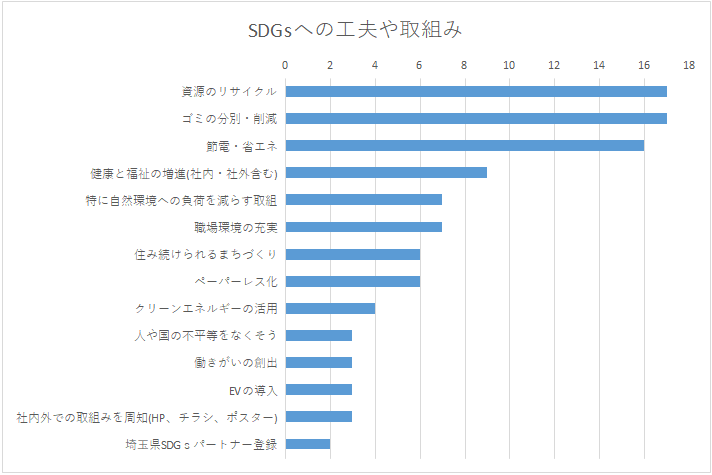 SDGsへの工夫や取組み
0 2 4 6 8 10 12 14 16 18
資源のリサイクル
ゴミの分別・削減
節電・省エネ
健康と福祉の増進(社内・社外含む)
特に自然環境への負荷を減らす取組
職場環境の充実
住み続けられるまちづくり
ペーパーレス化
クリーンエネルギーの活用
人や国の不平等をなくそう
働きがいの創出
EVの導入
社内外での取組みを周知(HP、チラシ、ポスター)
埼玉県SDGsパートナー登録